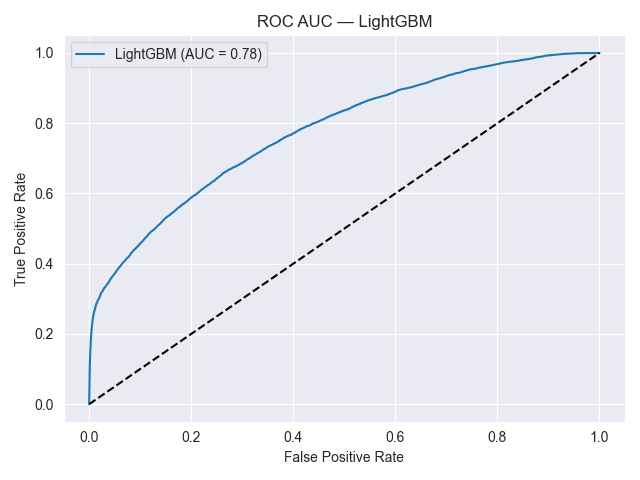 ROC AUC — LightGBM
LightGBM (AUC = 0.78)
1.0
0.8
0.6
0.4
0.2
0.0
True Positive Rate
0.0 0.2 0.4 0.6 0.8 1.0
False Positive Rate